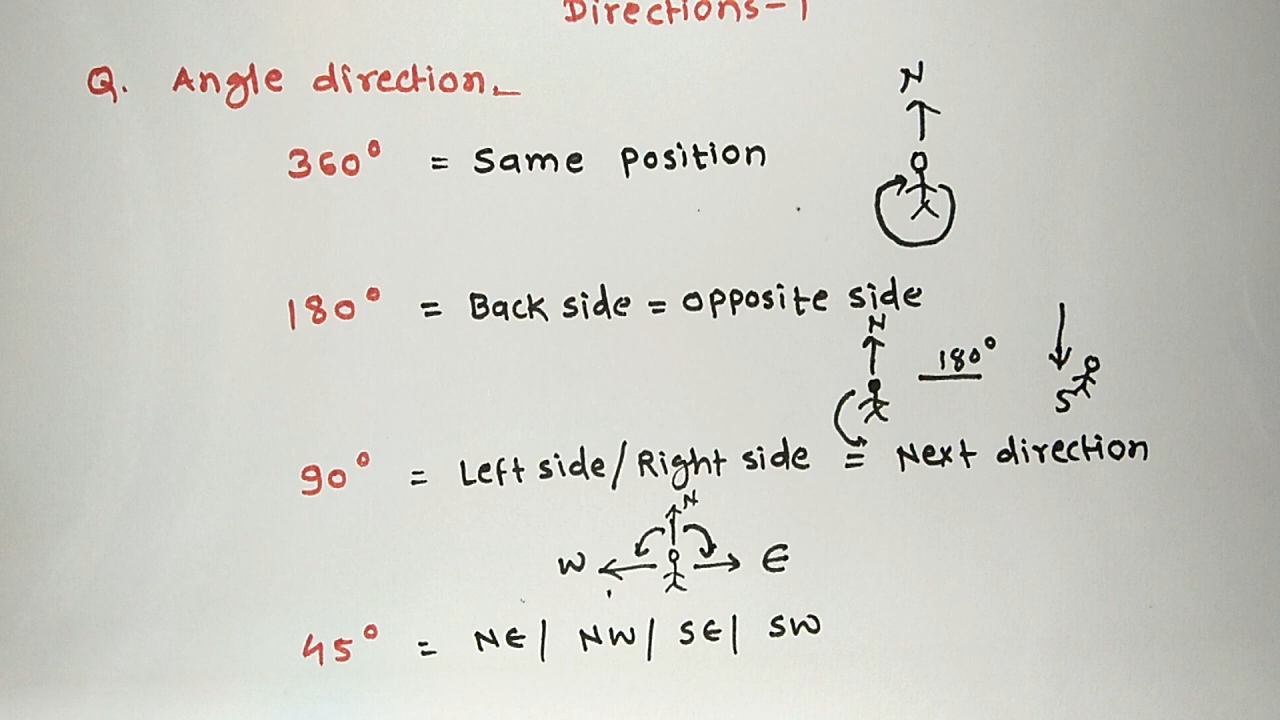 Directions-1
Q. Angle direction.
360° = Same position
N
180° = Back side = opposite side
N
180°
S
90° = Left side/Right side = Next direction
N
W E
45° = NE| NW| SE| SW